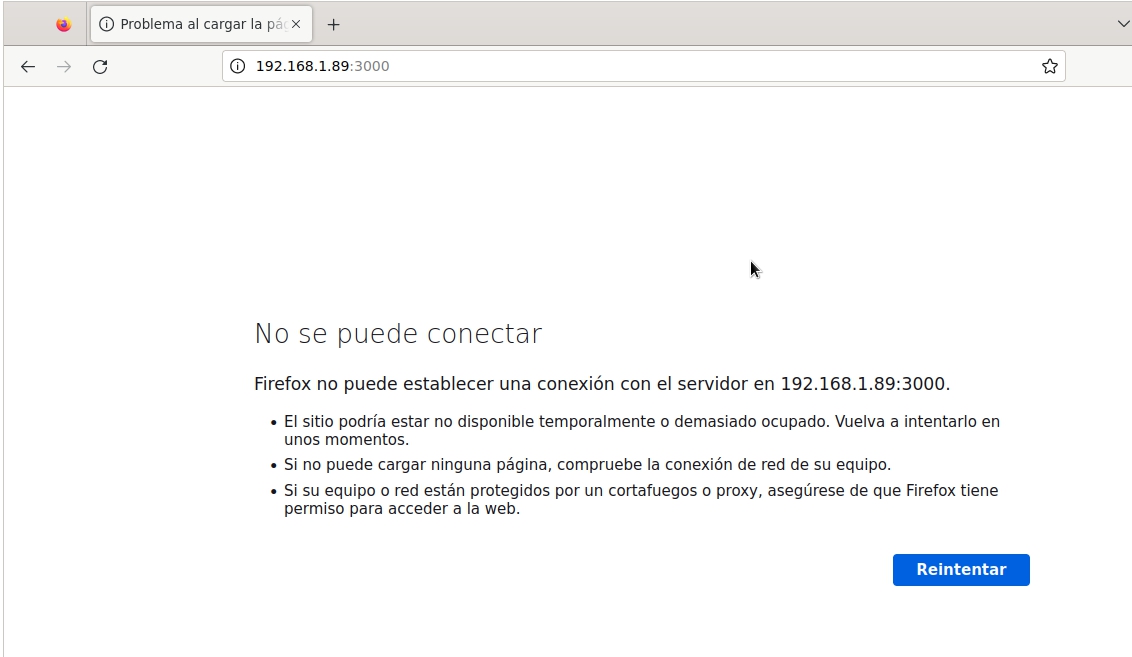 Problema al cargar la pág
192.168.1.89:3000
No se puede conectar
Firefox no puede establecer una conexión con el servidor en 192.168.1.89:3000.
• El sitio podría estar no disponible temporalmente o demasiado ocupado. Vuelva a intentarlo en
unos momentos.
• Si no puede cargar ninguna página, compruebe la conexión de red de su equipo.
• Si su equipo o red están protegidos por un cortafuegos o proxy, asegúrese de que Firefox tiene
permiso para acceder a la web.
Reintentar